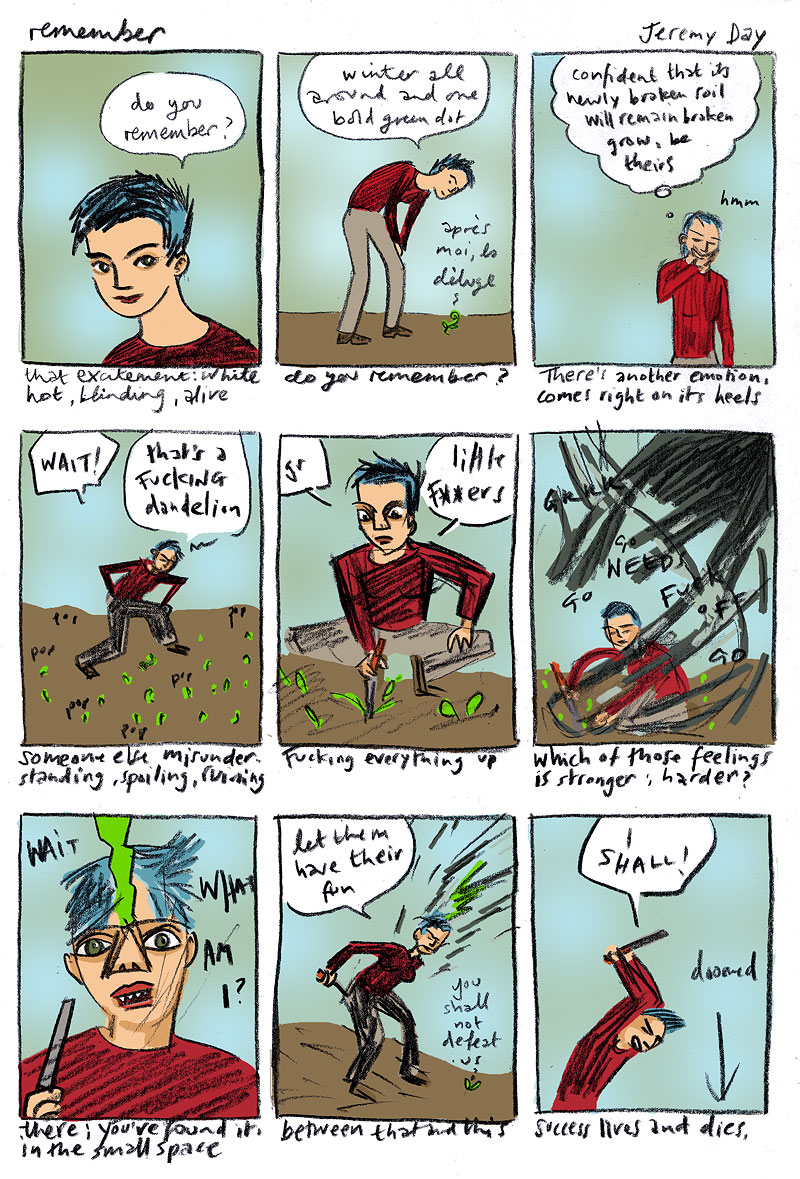 remember
Jeremy Day
do you
remember?
that excitement: white
hot, blinding, alive
winter all
around and one
bold green dot
après
moi, la
déluge
do you remember?
confident that its
newly broken soil
will remain broken
grow, be
theirs
hmm
There's another emotion,
comes right on its heels
WAIT!
that's a
FUCKING
dandelion
pop
pop
pop
pop
pop
pop
someone else, misunder-
standing, spoiling, ruining
gr
little
F**ers
Fucking everything up
GO
NEEDS
GO
FUCK
OFF
GO
which of those feelings
is stronger, harder?
WAIT
WHAT
AM
I?
there; you've found it.
in the small space
let them
have their
fun
you
shall
not
defeat
us
between that and this
I
SHALL!
doomed
success lives and dies.